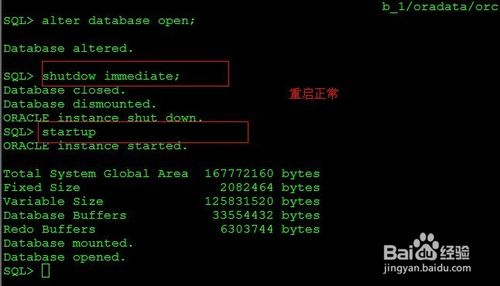 b_1/oradata/orc
SQL> alter database open;
Database altered.
SQL> shutdow immediate;
Database closed.
Database dismounted.
重启正常
ORACLE instance shut down.
SQL> startup
ORACLE instance started.
Total System Global Area 167772160 bytes
Fixed Size 2082464 bytes
Variable Size 125831520 bytes
Database Buffers 33554432 bytes
Redo Buffers 6303744 bytes
Database mounted.
Database opened.
SQL>
Baidu 经验
jingyan.baidu.com